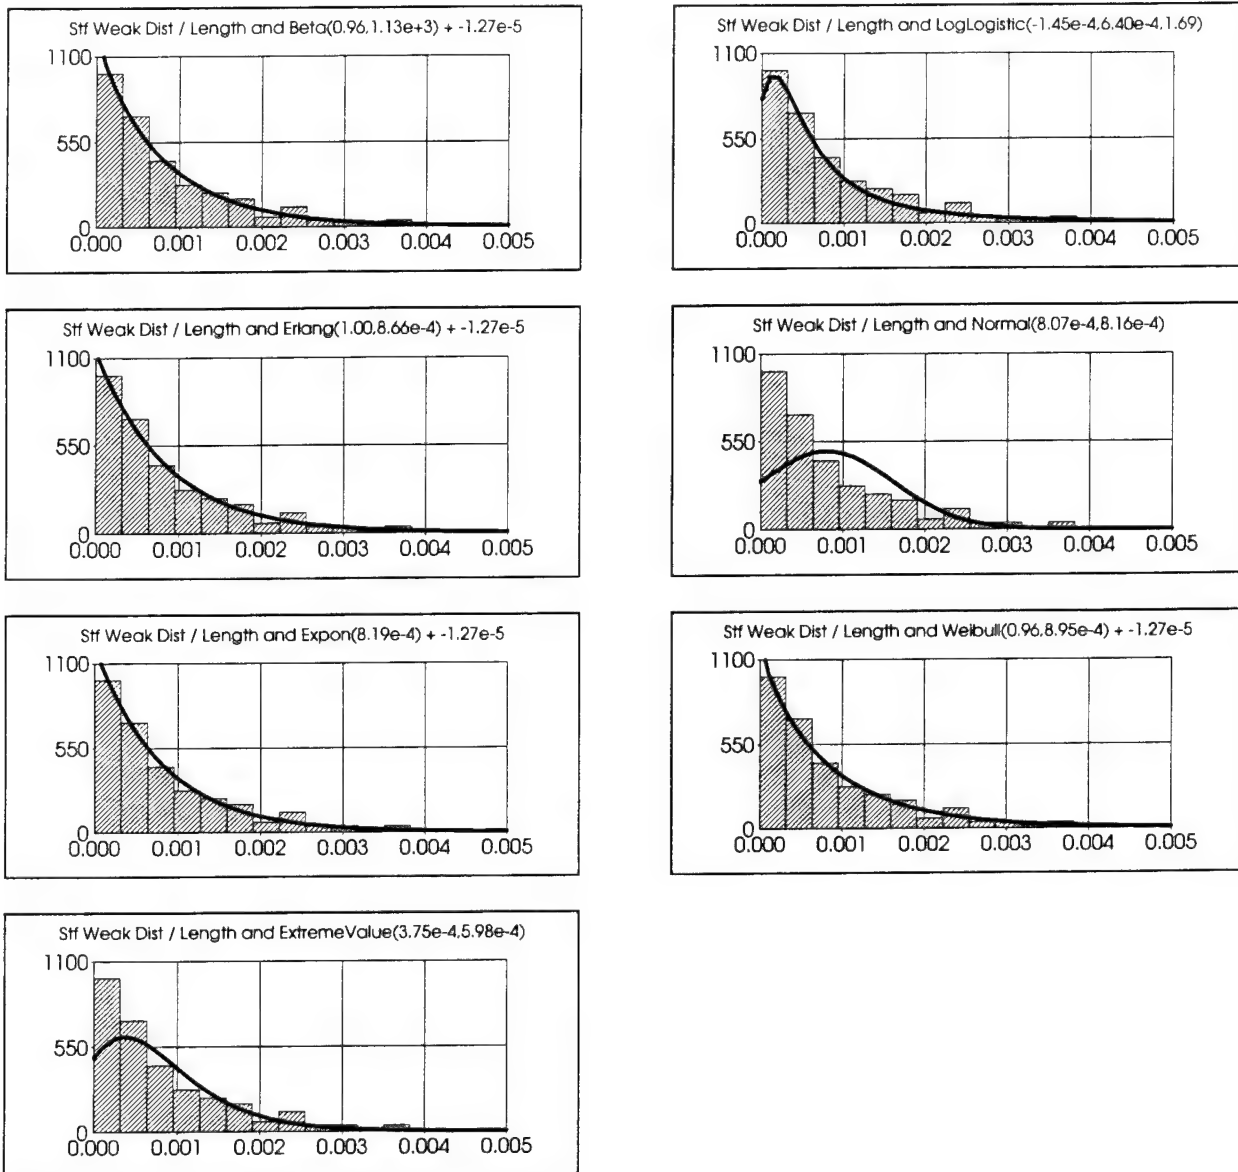 Stf Weak Dist / Length and Beta(0.96,1.13e+3) + -1.27e-5
1100
550
0
0.000 0.001 0.002 0.003 0.004 0.005
Stf Weak Dist / Length and LogLogistic(-1.45e-4,6.40e-4,1.69)
1100
550
0
0.000 0.001 0.002 0.003 0.004 0.005
Stf Weak Dist / Length and Erlang(1.00,8.66e-4) + -1.27e-5
1100
550
0
0.000 0.001 0.002 0.003 0.004 0.005
Stf Weak Dist / Length and Normal(8.07e-4,8.16e-4)
1100
550
0
0.000 0.001 0.002 0.003 0.004 0.005
Stf Weak Dist / Length and Expon(8.19e-4) + -1.27e-5
1100
550
0
0.000 0.001 0.002 0.003 0.004 0.005
Stf Weak Dist / Length and Weibull(0.96,8.95e-4) + -1.27e-5
1100
550
0
0.000 0.001 0.002 0.003 0.004 0.005
Stf Weak Dist / Length and ExtremeValue(3.75e-4,5.98e-4)
1100
550
0
0.000 0.001 0.002 0.003 0.004 0.005